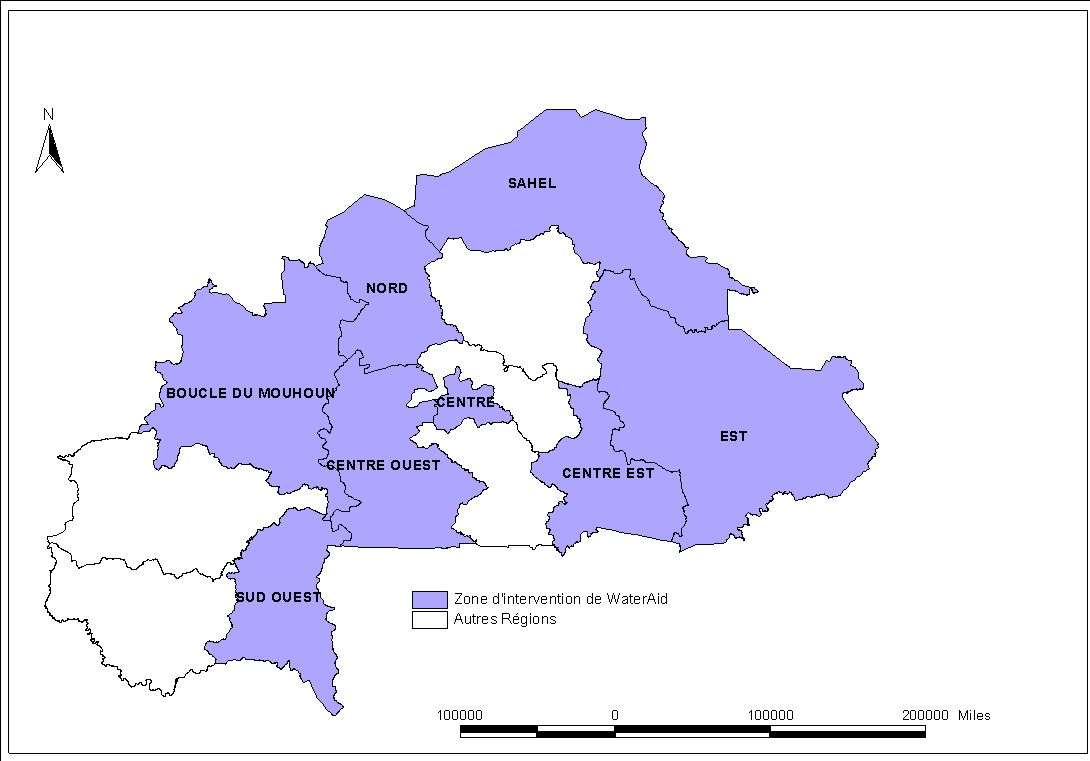 N
SAHEL
NORD
BOUCLE DU MOUHOUN
CENTRE
EST
CENTRE OUEST
CENTRE EST
SUD OUEST
Zone d'intervention de WaterAid
Autres Régions
100000 0 100000 200000 Miles